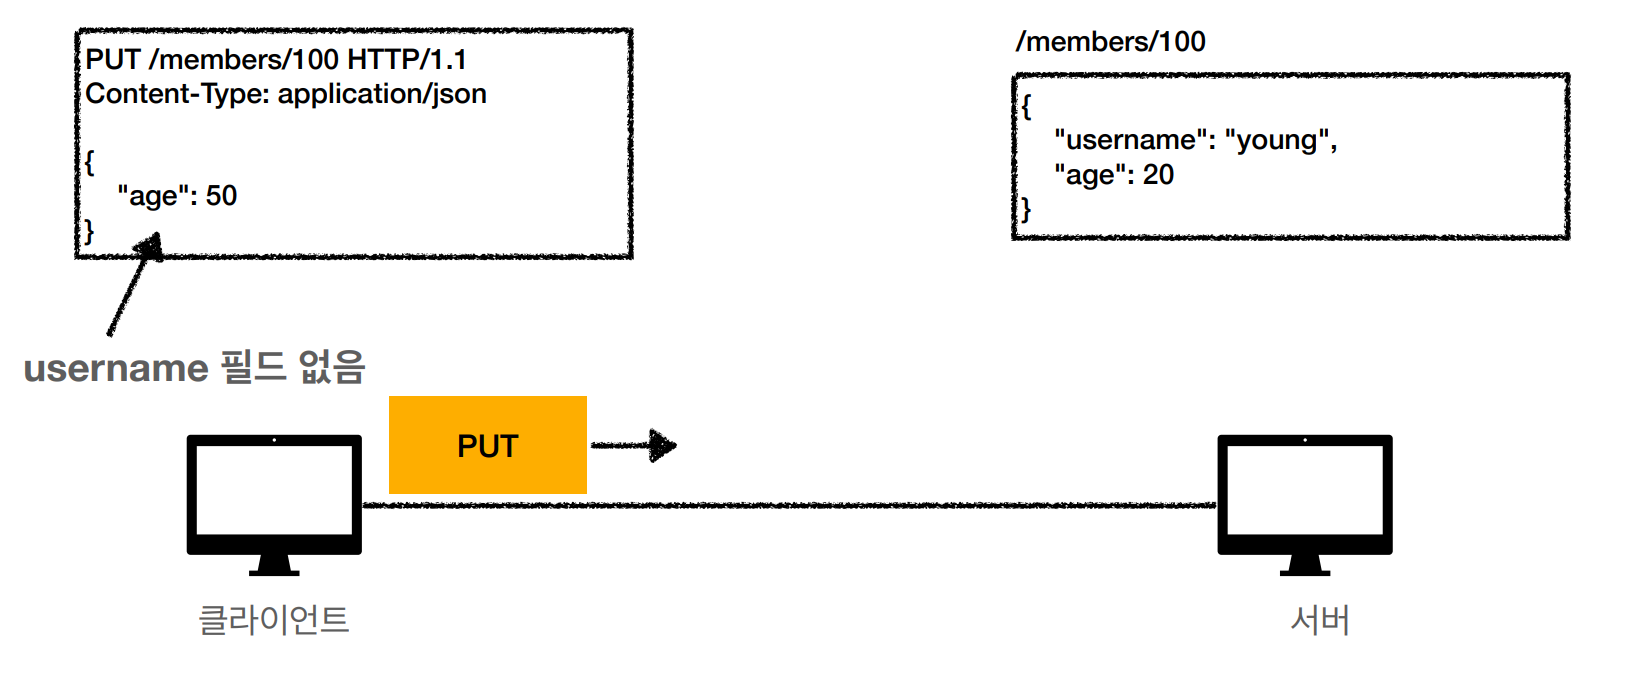 PUT /members/100 HTTP/1.1
Content-Type: application/json
{
"age": 50
}
username 필드 없음
/members/100
{
"username": "young",
"age": 20
}
PUT
클라이언트
서버